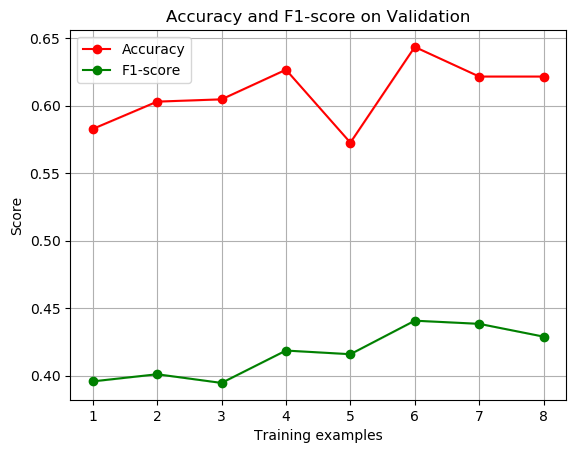 Accuracy and F1-score on Validation
Accuracy
F1-score
0.65
0.60
0.55
0.50
0.45
0.40
Score
1 2 3 4 5 6 7 8
Training examples